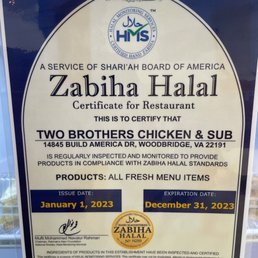 HMS
A SERVICE OF SHARI'AH BOARD OF AMERICA
Zabiha Halal
Certificate for Restaurant
THIS IS TO CERTIFY THAT
TWO BROTHERS CHICKEN & SUB
14845 BUILD AMERICA DR, WOODBRIDGE, VA 22191
IS REGULARLY INSPECTED AND MONITORED TO PROVIDE
PRODUCTS IN COMPLIANCE WITH ZABIHA HALAL STANDARDS
PRODUCTS: ALL FRESH MENU ITEMS
ISSUE DATE:
January 1, 2023
EXPIRATION DATE:
December 31, 2023
ZABIHA
HALAL